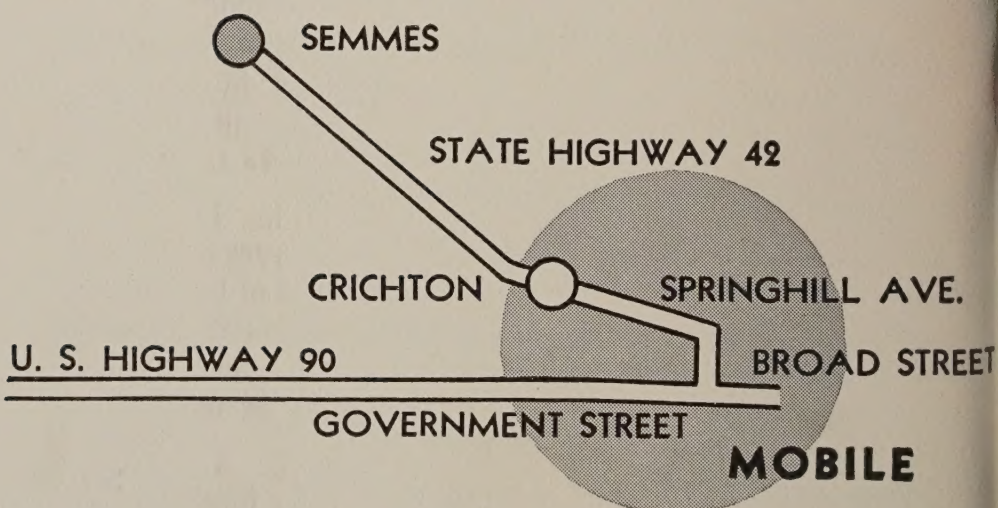 SEMMES
STATE HIGHWAY 42
CRICHTON
SPRINGHILL AVE.
U. S. HIGHWAY 90
BROAD STREET
GOVERNMENT STREET
MOBILE